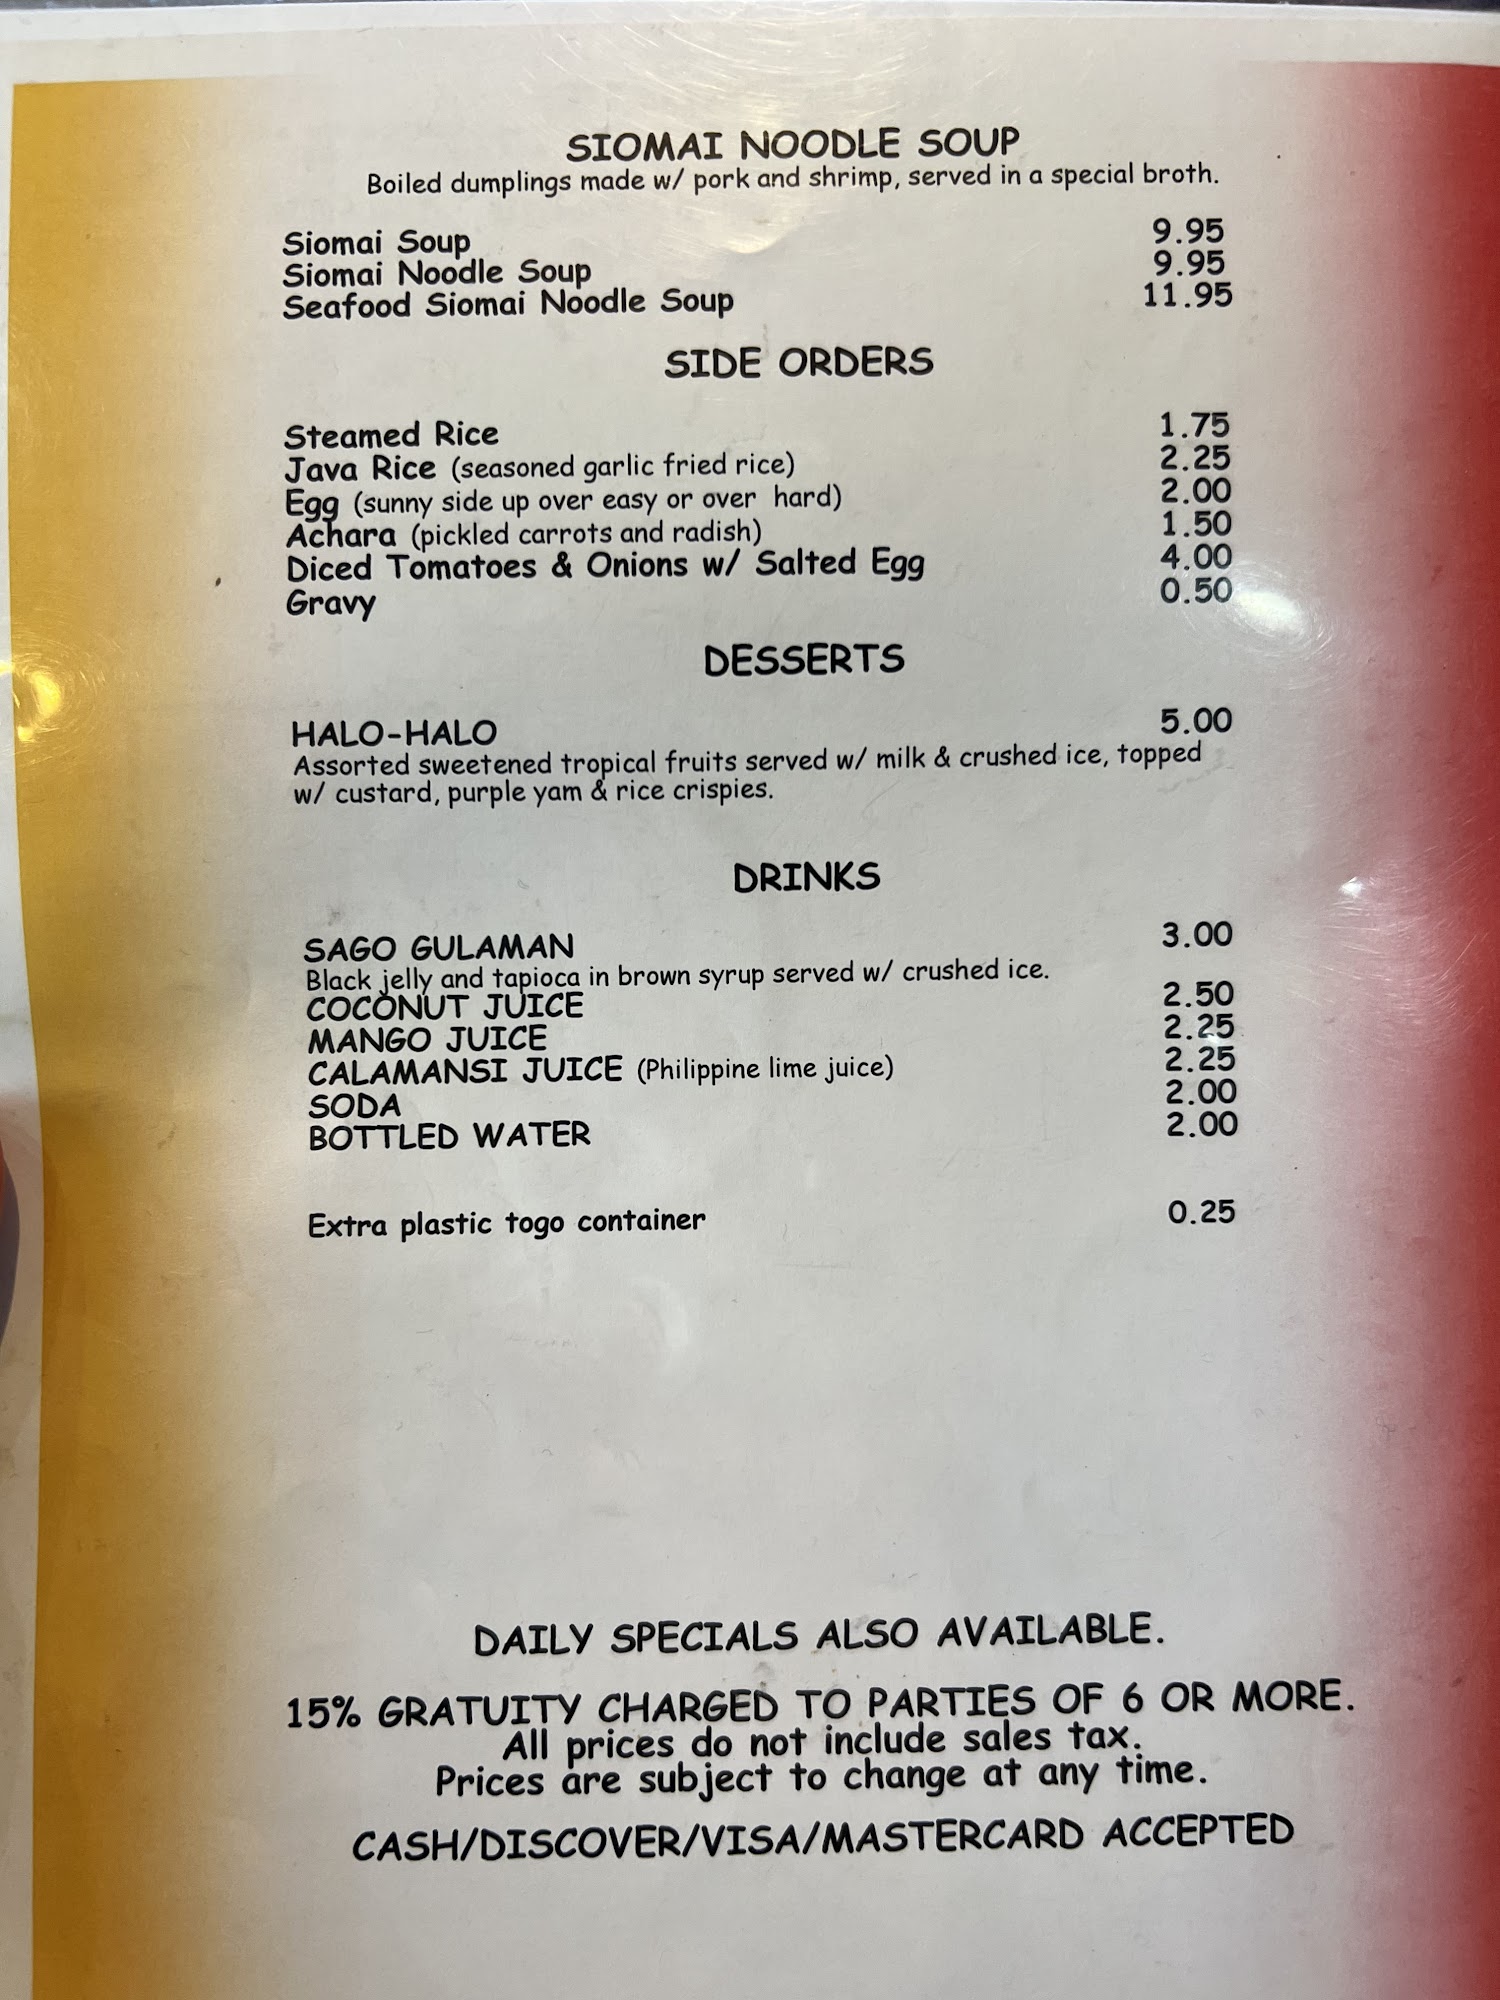 SIOMAI NOODLE SOUP
Boiled dumplings made w/ pork and shrimp, served in a special broth.
Siomai Soup 9.95
Siomai Noodle Soup 9.95
Seafood Siomai Noodle Soup 11.95
SIDE ORDERS
Steamed Rice 1.75
Java Rice (seasoned garlic fried rice) 2.25
Egg (sunny side up over easy or over hard) 2.00
Achara (pickled carrots and radish) 1.50
Diced Tomatoes & Onions w/ Salted Egg 4.00
Gravy 0.50
DESSERTS
HALO-HALO 5.00
Assorted sweetened tropical fruits served w/ milk & crushed ice, topped
w/ custard, purple yam & rice crispies.
DRINKS
SAGO GULAMAN 3.00
Black jelly and tapioca in brown syrup served w/ crushed ice.
COCONUT JUICE 2.50
MANGO JUICE 2.25
CALAMANSI JUICE (Philippine lime juice) 2.25
SODA 2.00
BOTTLED WATER 2.00
Extra plastic togo container 0.25
DAILY SPECIALS ALSO AVAILABLE.
15% GRATUITY CHARGED TO PARTIES OF 6 OR MORE.
All prices do not include sales tax.
Prices are subject to change at any time.
CASH/DISCOVER/VISA/MASTERCARD ACCEPTED